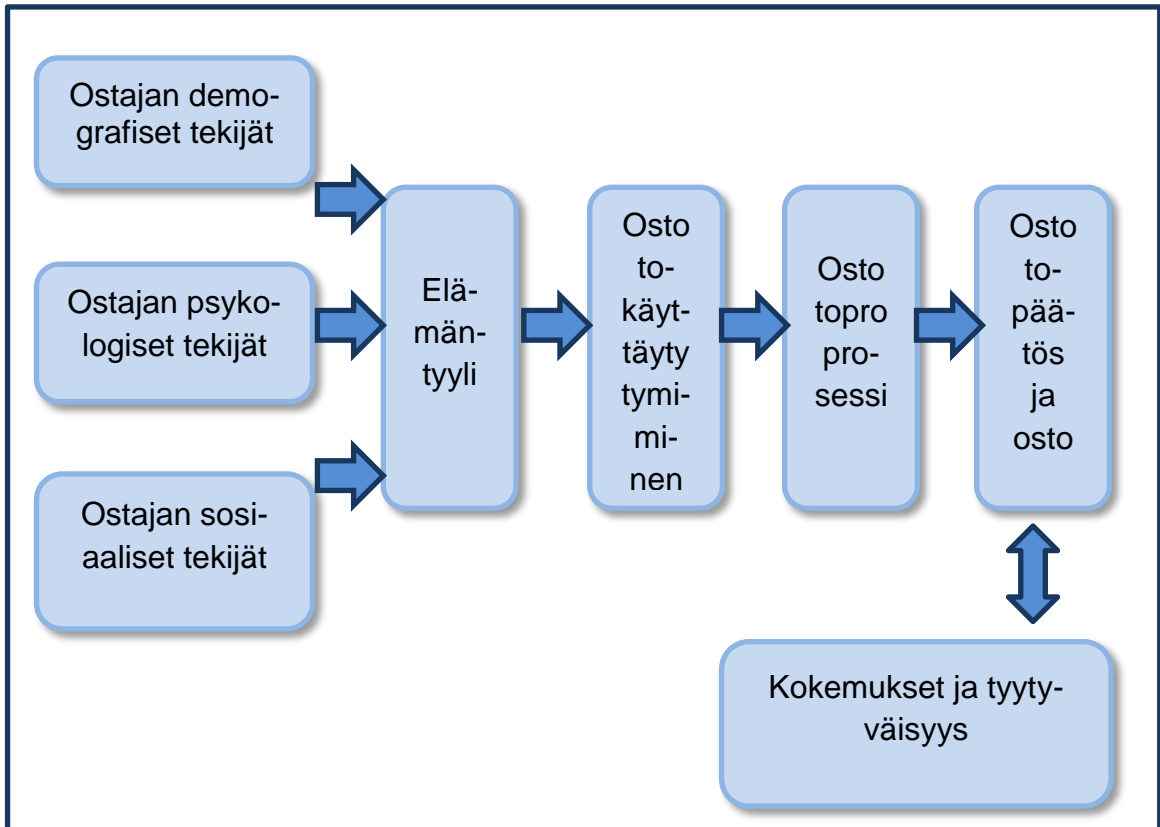 Ostajan demo-
grafiset tekijät
Ostajan psyko-
logiset tekijät
Ostajan sosi-
aaliset tekijät
Elä-
män-
tyyli
Osto
to-
käyt-
täyty
tymi-
mi-
nen
Osto
topro
pro-
sessi
Osto
to-
pää-
tös
ja
osto
Kokemukset ja tyyty-
väisyys